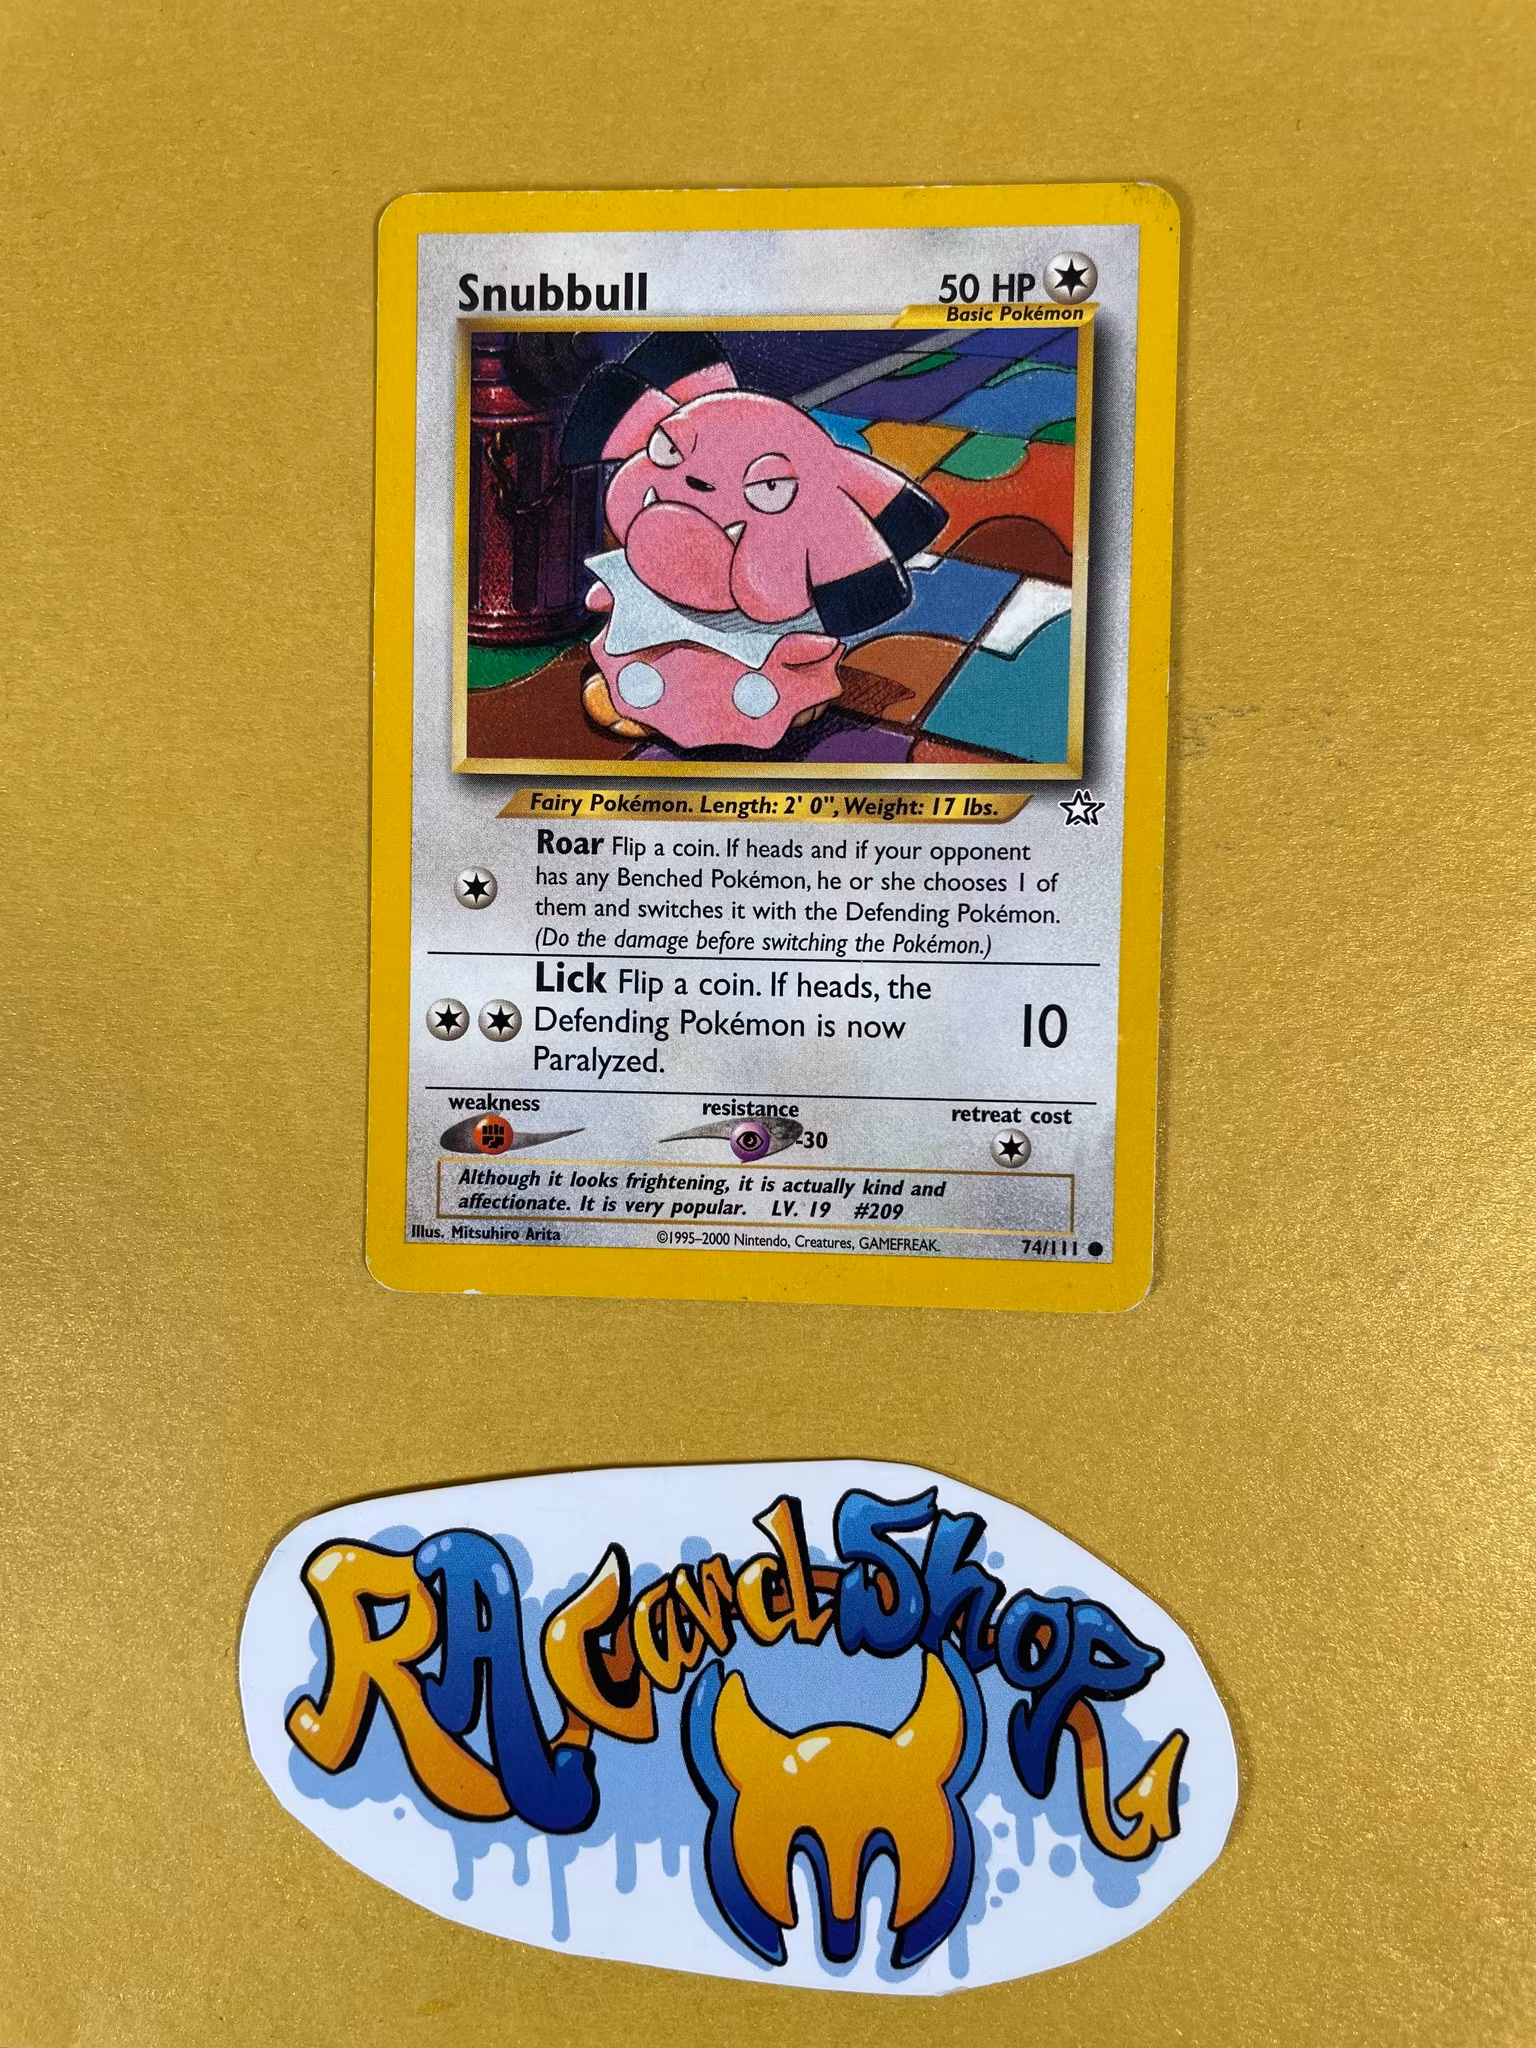 Snubbull
50 HP
Basic Pokémon
Fairy Pokémon. Length: 2' 0", Weight: 17 lbs.
Roar Flip a coin. If heads and if your opponent
has any Benched Pokémon, he or she chooses 1 of
them and switches it with the Defending Pokémon.
(Do the damage before switching the Pokémon.)
Lick Flip a coin. If heads, the
Defending Pokémon is now
Paralyzed.
10
weakness
resistance
retreat cost
-30
Although it looks frightening, it is actually kind and
affectionate. It is very popular. LV. 19 #209
Illus. Mitsuhiro Arita
©1995–2000 Nintendo, Creatures, GAMEFREAK.
74/111
RA CardShop